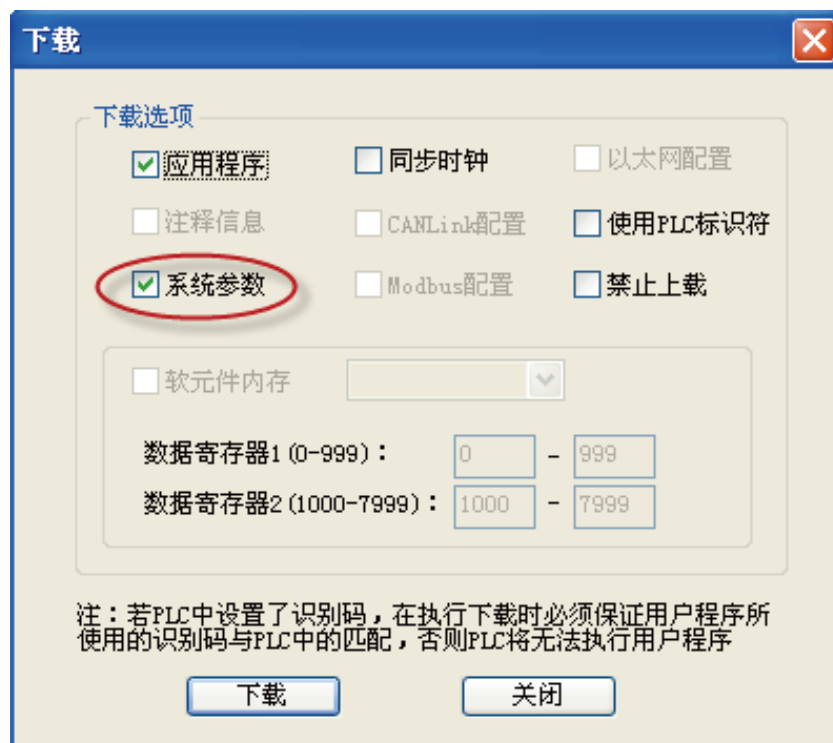 下载
下载选项
应用程序 同步时钟 以太网配置
注释信息 CANLink配置 使用PLC标识符
系统参数 Modbus配置 禁止上载
软元件内存
数据寄存器1(0-999): 0 - 999
数据寄存器2(1000-7999): 1000 - 7999
注:若PLC中设置了识别码,在执行下载时必须保证用户程序所
使用的识别码与PLC中的匹配,否则PLC将无法执行用户程序
下载 关闭